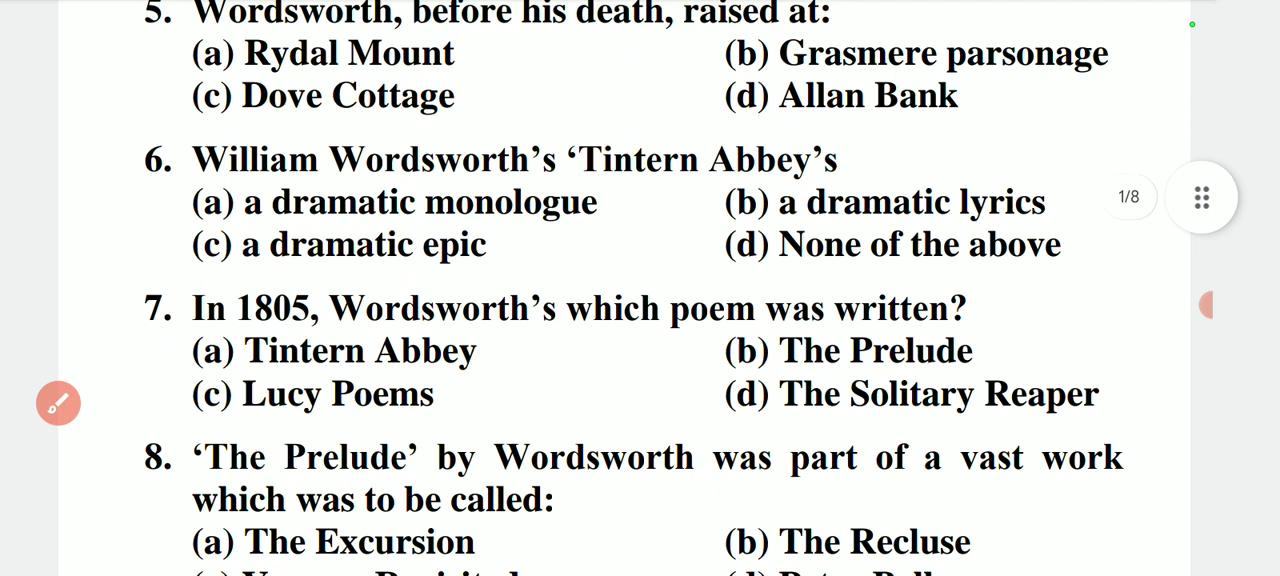 5. Wordsworth, before his death, raised at:
(a) Rydal Mount (b) Grasmere parsonage
(c) Dove Cottage (d) Allan Bank
6. William Wordsworth’s ‘Tintern Abbey’s
(a) a dramatic monologue (b) a dramatic lyrics
1/8
(c) a dramatic epic (d) None of the above
7. In 1805, Wordsworth’s which poem was written?
(a) Tintern Abbey (b) The Prelude
(c) Lucy Poems (d) The Solitary Reaper
8. ‘The Prelude’ by Wordsworth was part of a vast work
which was to be called:
(a) The Excursion (b) The Recluse